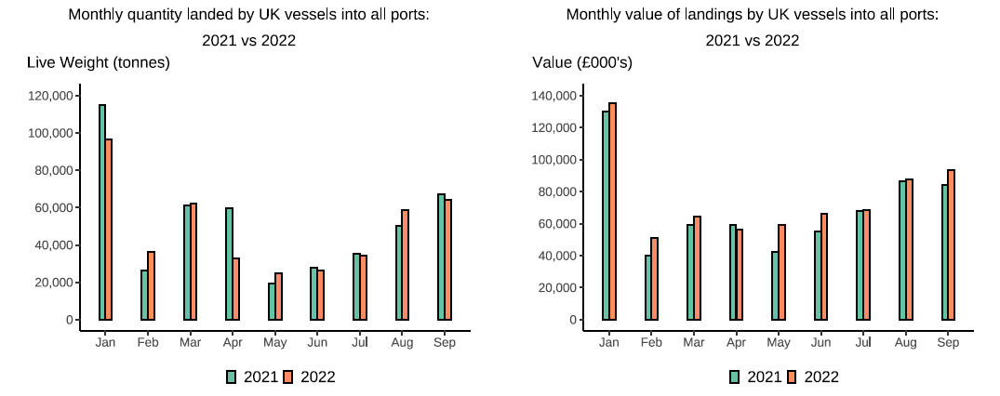 Monthly quantity landed by UK vessels into all ports:
2021 vs 2022
Live Weight (tonnes)
120,000
100,000
80,000
60,000
40,000
20,000
0
Jan Feb Mar Apr May Jun Jul Aug Sep
2021 2022
Monthly value of landings by UK vessels into all ports:
2021 vs 2022
Value (£000's)
140,000
120,000
100,000
80,000
60,000
40,000
20,000
0
Jan Feb Mar Apr May Jun Jul Aug Sep
2021 2022